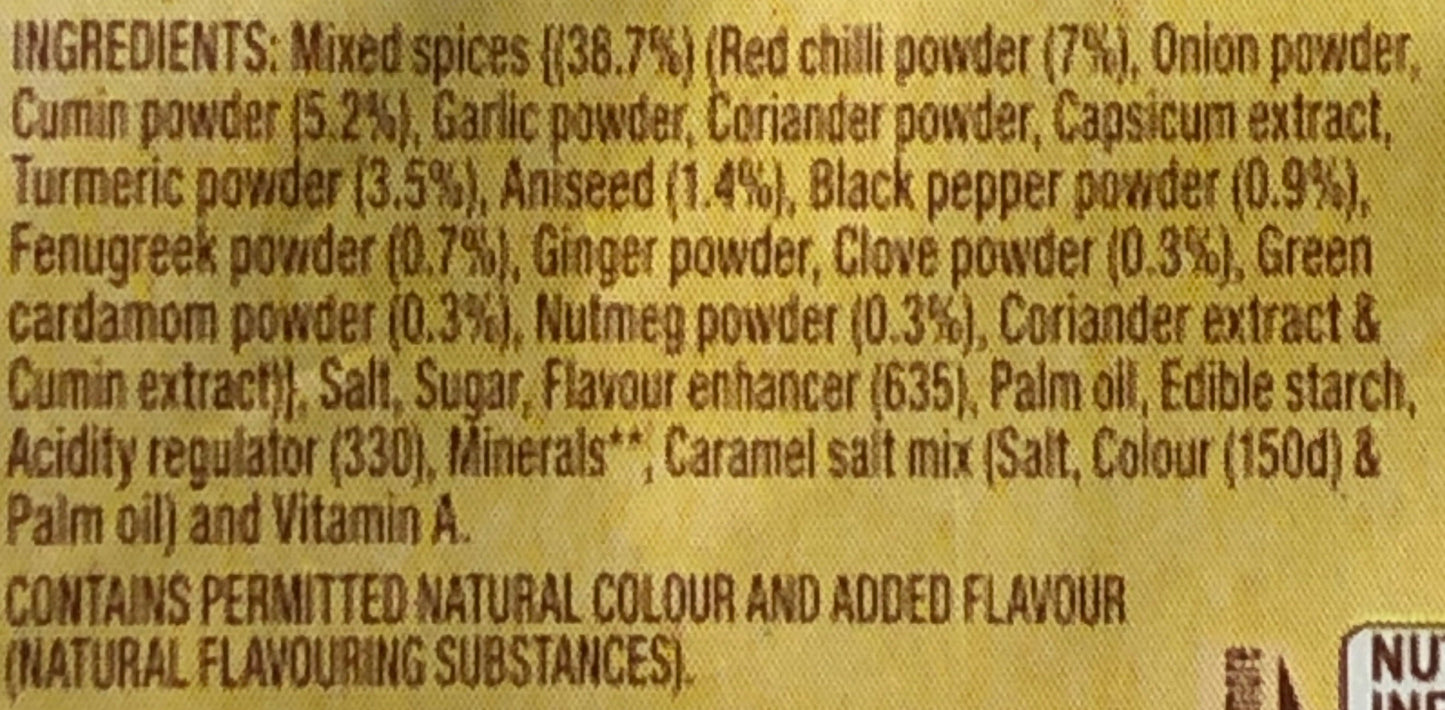 INGREDIENTS: Mixed spices {(38.7%) (Red chilli powder (7%), Onion powder,
Cumin powder (5.2%), Garlic powder, Coriander powder, Capsicum extract,
Turmeric powder (3.5%), Aniseed (1.4%), Black pepper powder (0.9%),
Fenugreek powder (0.7%), Ginger powder, Clove powder (0.3%), Green
cardamom powder (0.3%), Nutmeg powder (0.3%), Coriander extract &
Cumin extract)}, Salt, Sugar, Flavour enhancer (635), Palm oil, Edible starch,
Acidity regulator (330), Minerals**, Caramel salt mix (Salt, Colour (150d) &
Palm oil) and Vitamin A.
CONTAINS PERMITTED NATURAL COLOUR AND ADDED FLAVOUR
(NATURAL FLAVOURING SUBSTANCES).